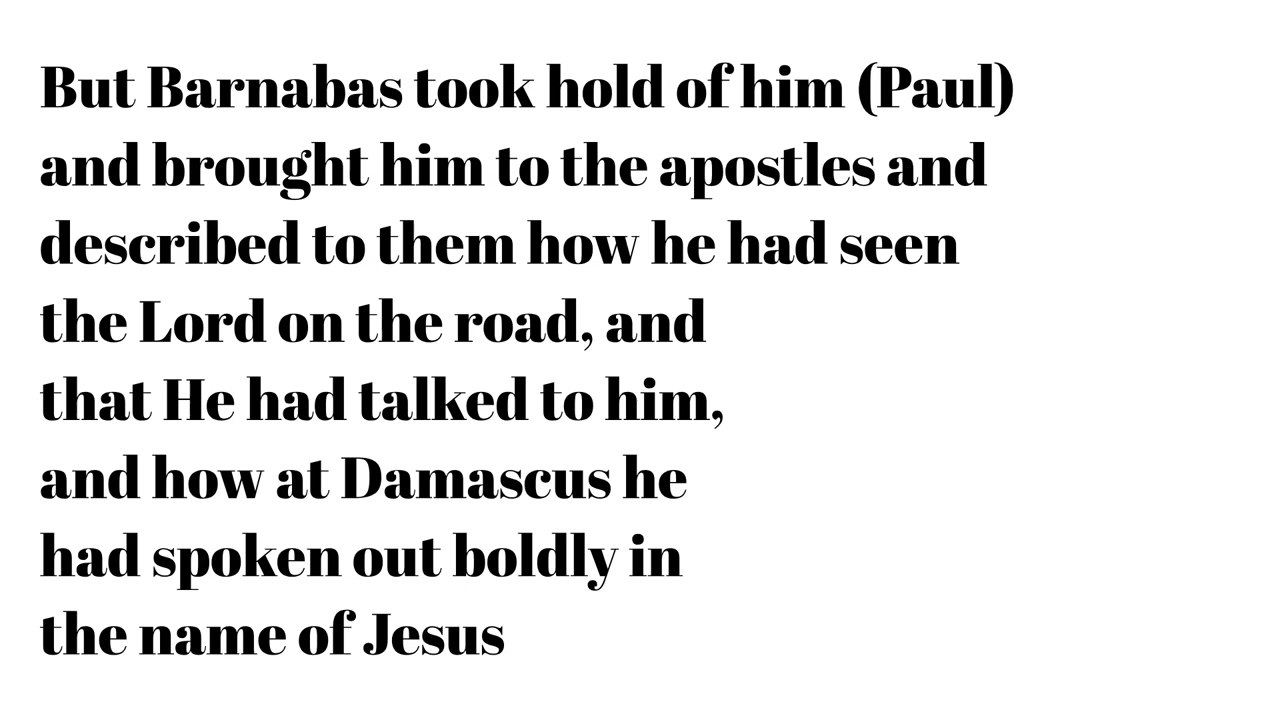 But Barnabas took hold of him (Paul)
and brought him to the apostles and
described to them how he had seen
the Lord on the road, and
that He had talked to him,
and how at Damascus he
had spoken out boldly in
the name of Jesus